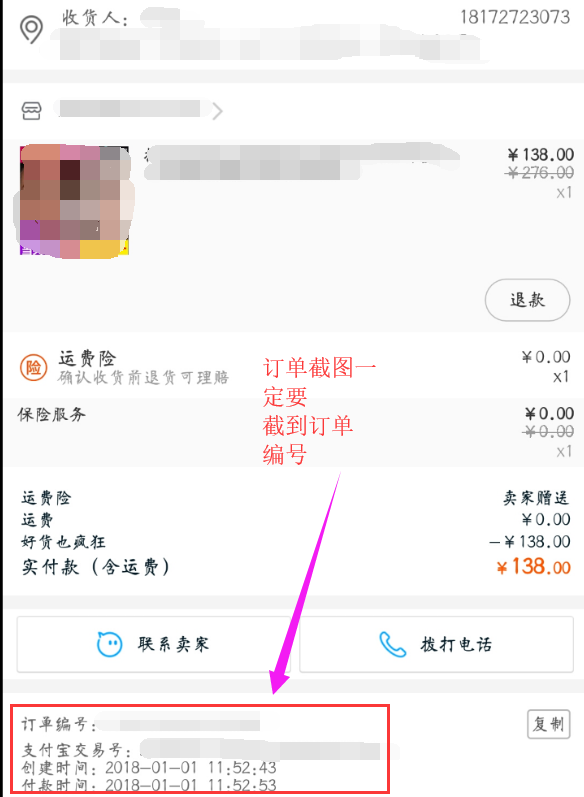 收货人：
18172723073
¥138.00
¥276.00
x1
退款
险 运费险 ¥0.00
确认收货前退货可理赔 x1
保险服务 ¥0.00
¥0.00
x1
订单截图一
定要
截到订单
编号
运费险 卖家赠送
运费 ¥0.00
好货也疯狂 -¥138.00
实付款（含运费） ¥138.00
联系卖家 拨打电话
订单编号： 复制
支付宝交易号：
创建时间：2018-01-01 11:52:43
付款时间：2018-01-01 11:52:53